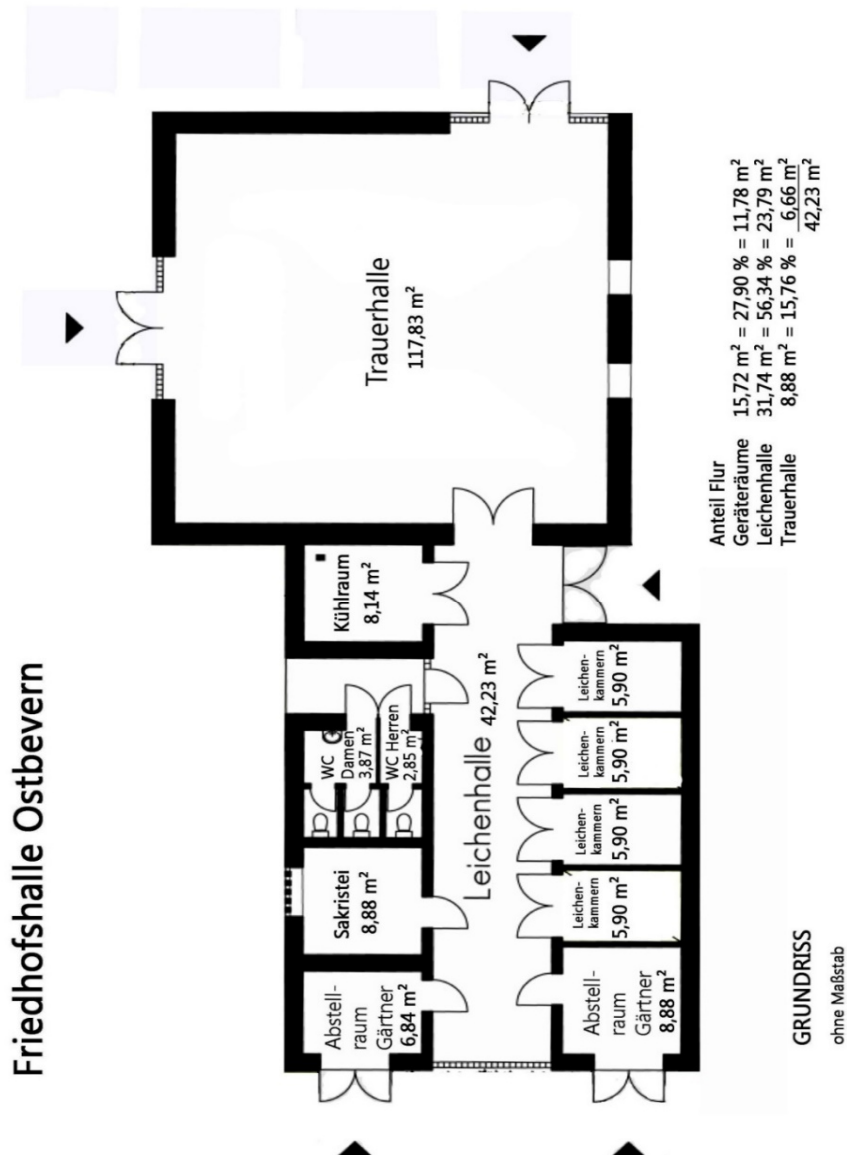 Friedhofshalle Ostbevern
Abstell-
raum
Gärtner
6,84 m²
Sakristei
8,88 m²
WC
Damen
3,87 m²
WC Herren
2,85 m²
Kühlraum
8,14 m²
Trauerhalle
117,83 m²
Leichenhalle 42,23 m²
Abstell-
raum
Gärtner
8,88 m²
Leichen-
kammern
5,90 m²
Leichen-
kammern
5,90 m²
Leichen-
kammern
5,90 m²
Leichen-
kammern
5,90 m²
Anteil Flur
Geräteräume 15,72 m² = 27,90 % = 11,78 m²
Leichenhalle 31,74 m² = 56,34 % = 23,79 m²
Trauerhalle 8,88 m² = 15,76 % = 6,66 m²
42,23 m²
GRUNDRISS
ohne Maßstab